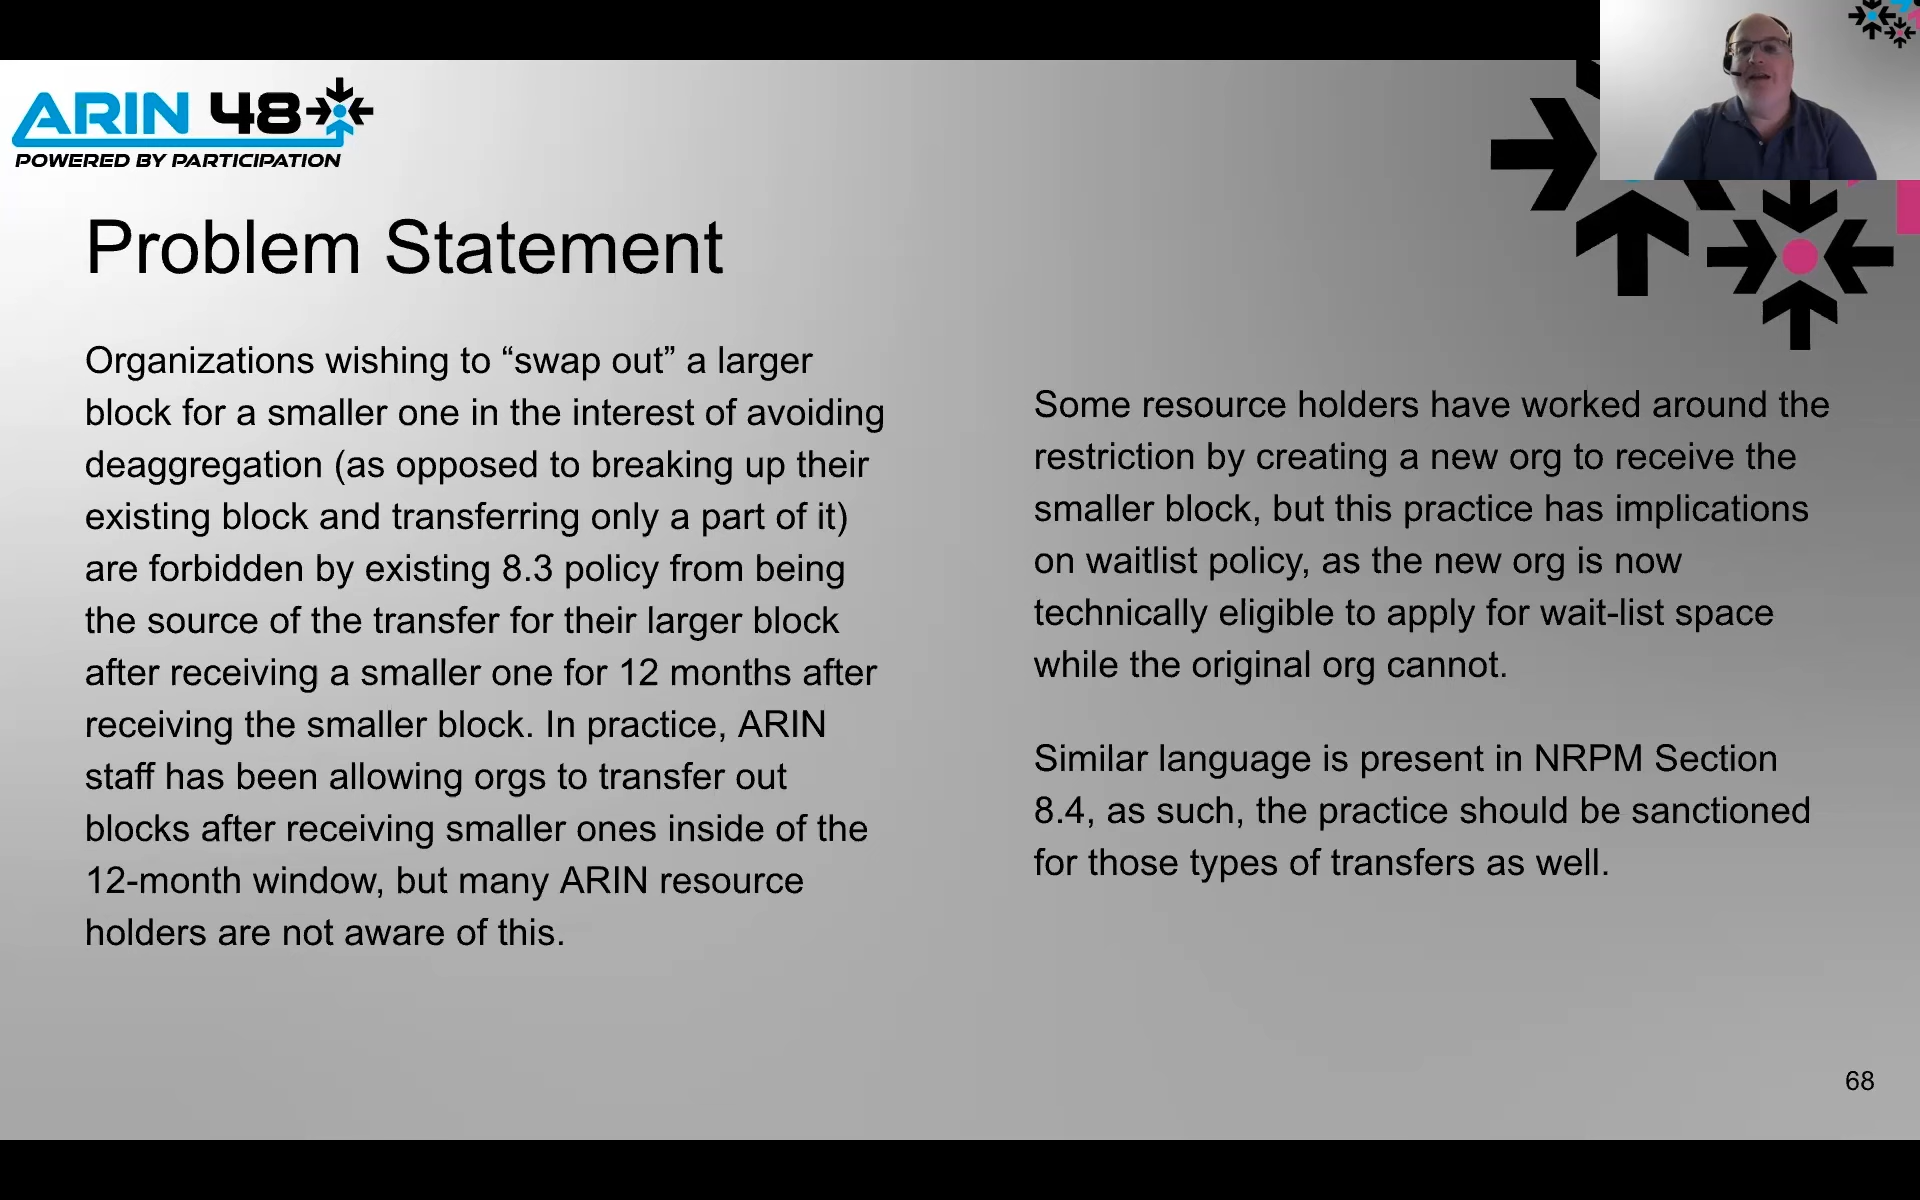 ARIN 48
POWERED BY PARTICIPATION
Problem Statement
Organizations wishing to “swap out” a larger
block for a smaller one in the interest of avoiding
deaggregation (as opposed to breaking up their
existing block and transferring only a part of it)
are forbidden by existing 8.3 policy from being
the source of the transfer for their larger block
after receiving a smaller one for 12 months after
receiving the smaller block. In practice, ARIN
staff has been allowing orgs to transfer out
blocks after receiving smaller ones inside of the
12-month window, but many ARIN resource
holders are not aware of this.
Some resource holders have worked around the
restriction by creating a new org to receive the
smaller block, but this practice has implications
on waitlist policy, as the new org is now
technically eligible to apply for wait-list space
while the original org cannot.
Similar language is present in NRPM Section
8.4, as such, the practice should be sanctioned
for those types of transfers as well.
68